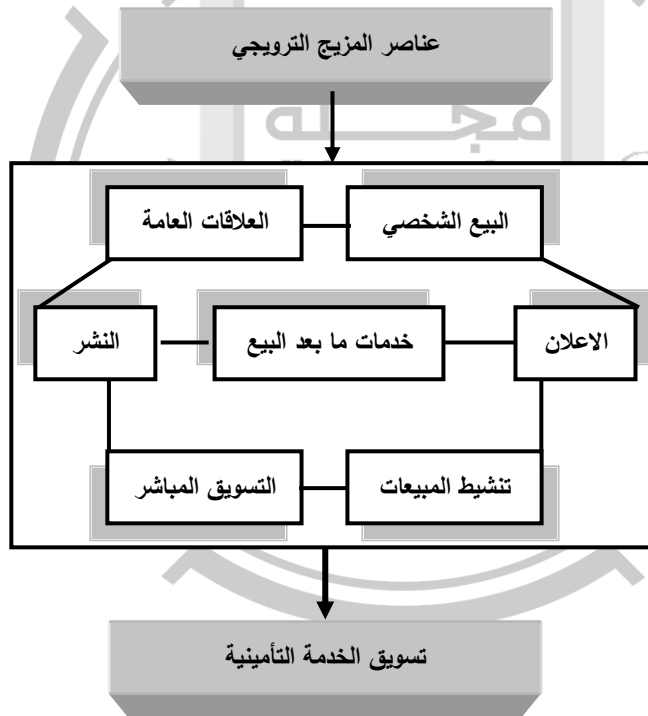 عناصر المزيج الترويجي
مجلة
البيع الشخصي
العلاقات العامة
الاعلان
خدمات ما بعد البيع
النشر
تنشيط المبيعات
التسويق المباشر
تسويق الخدمة التأمينية